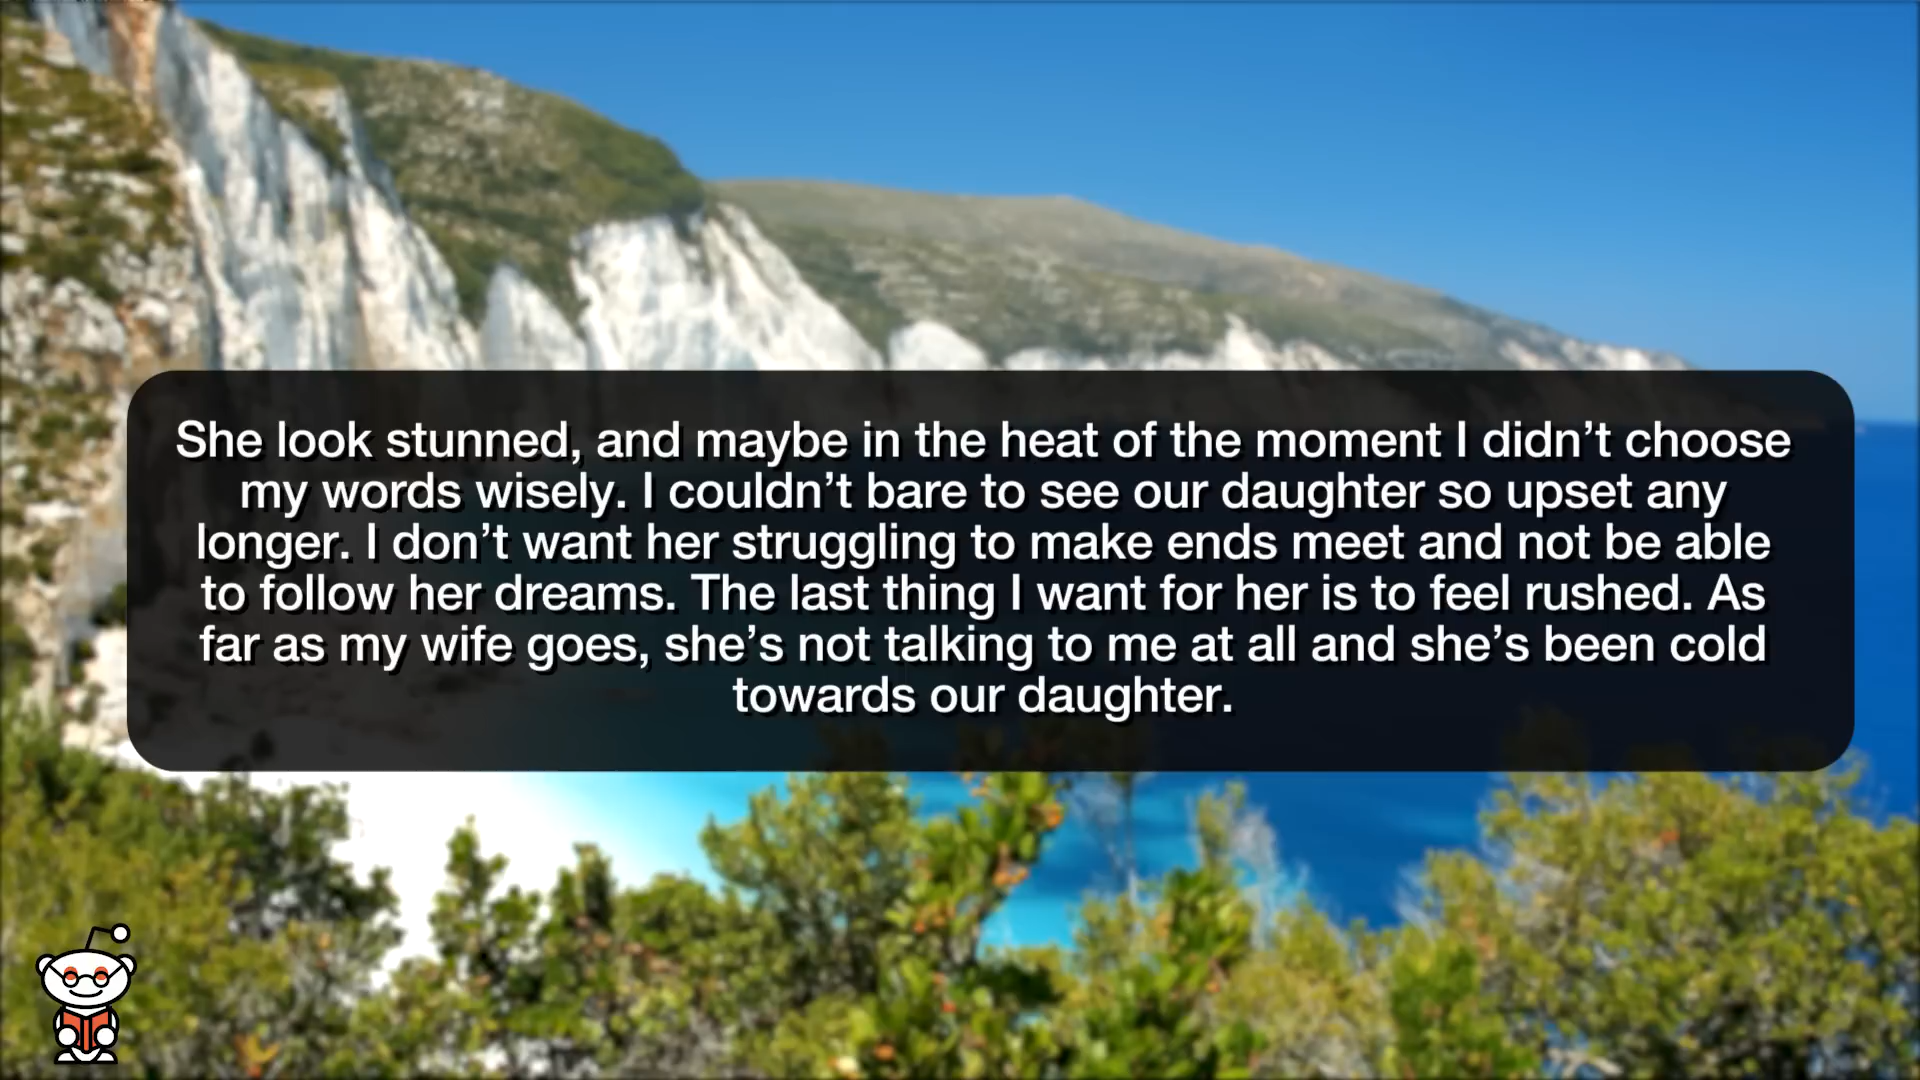 She look stunned, and maybe in the heat of the moment I didn’t choose
my words wisely. I couldn’t bare to see our daughter so upset any
longer. I don’t want her struggling to make ends meet and not be able
to follow her dreams. The last thing I want for her is to feel rushed. As
far as my wife goes, she’s not talking to me at all and she’s been cold
towards our daughter.